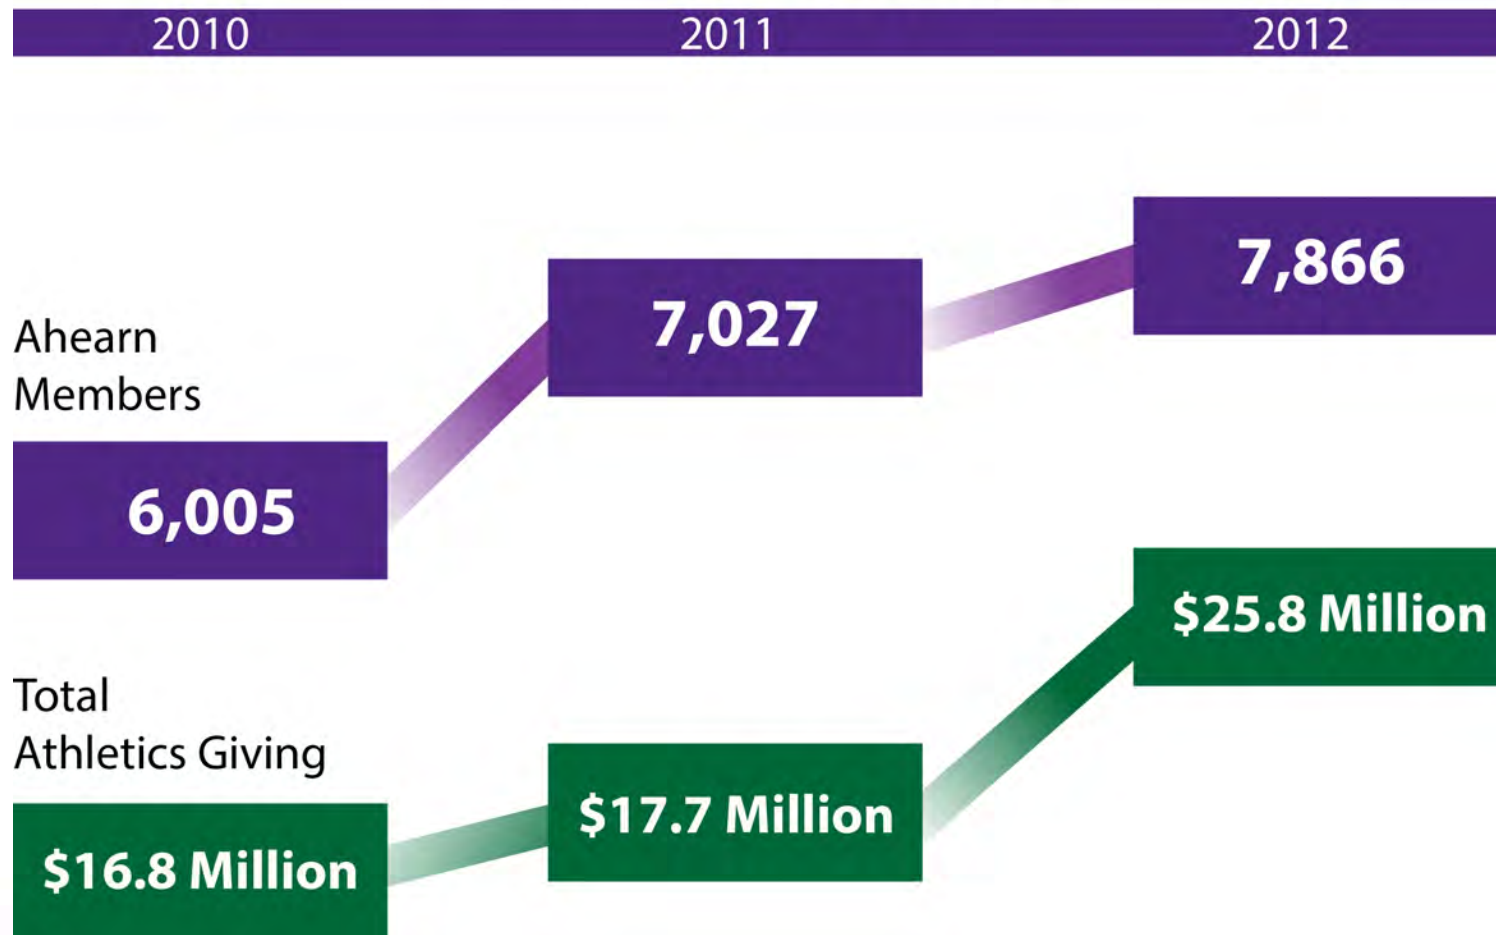 2010 2011 2012
Ahearn
Members
6,005
7,027
7,866
Total
Athletics Giving
$16.8 Million
$17.7 Million
$25.8 Million